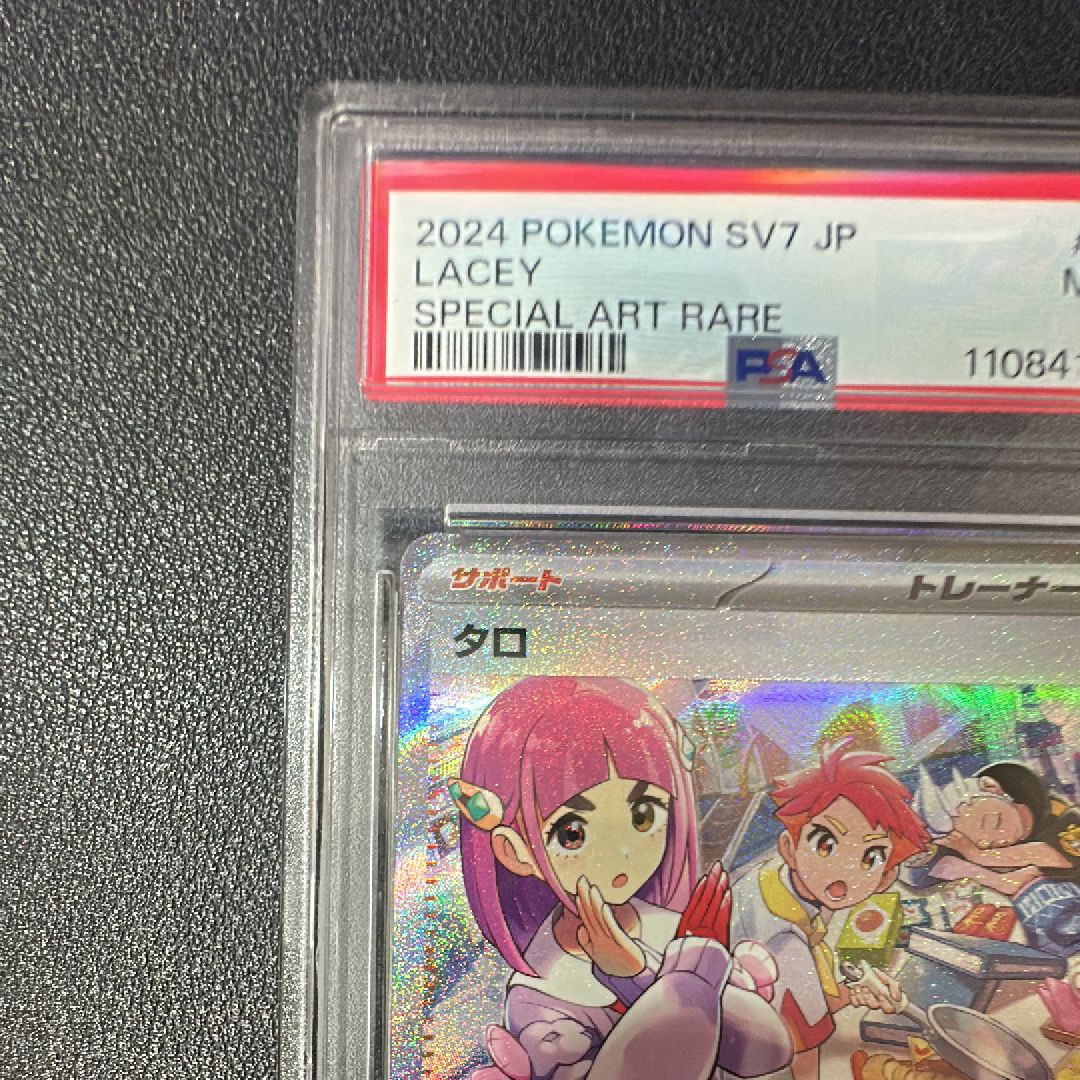 2024 POKEMON SV7 JP #
LACEY M
SPECIAL ART RARE
PSA 11084
サポート トレーナー
タロ